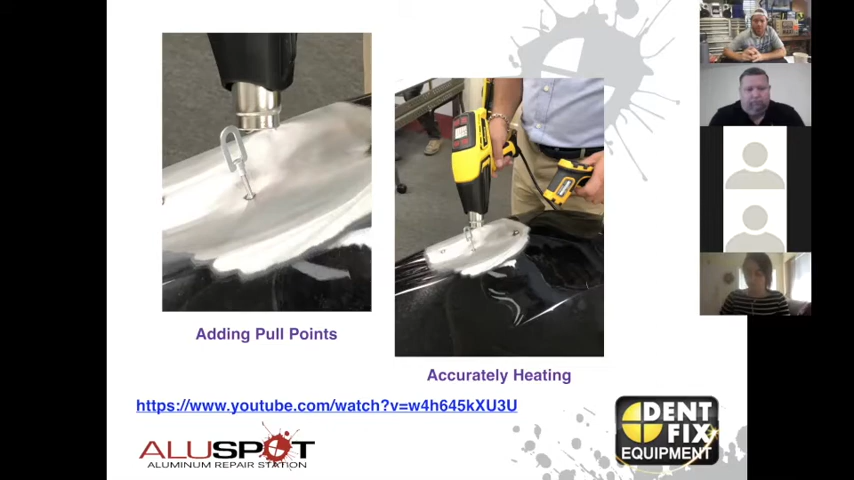 Adding Pull Points
Accurately Heating
https://www.youtube.com/watch?v=w4h645kXU3U
ALUSPOT
ALUMINUM REPAIR STATION
DENT
FIX
EQUIPMENT